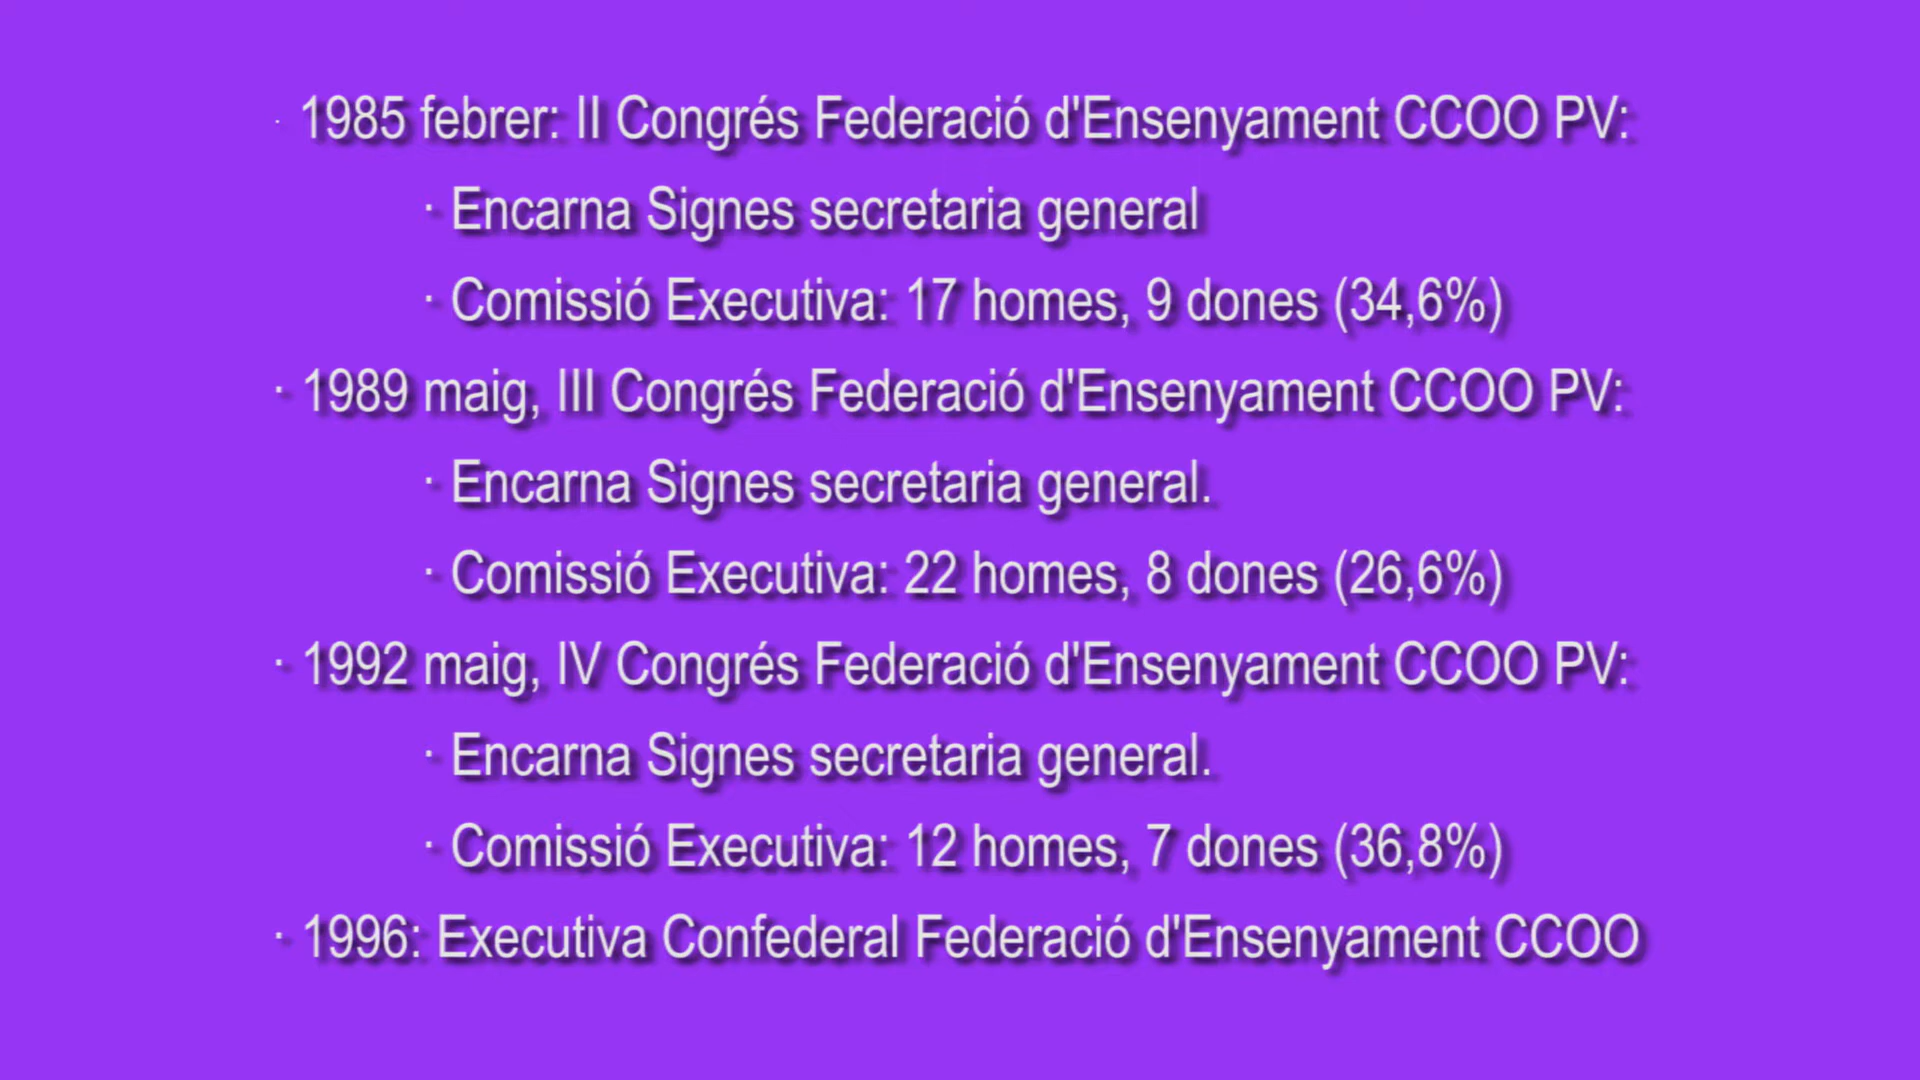 · 1985 febrer: II Congrés Federació d'Ensenyament CCOO PV:
· Encarna Signes secretaria general
· Comissió Executiva: 17 homes, 9 dones (34,6%)
· 1989 maig, III Congrés Federació d'Ensenyament CCOO PV:
· Encarna Signes secretaria general.
· Comissió Executiva: 22 homes, 8 dones (26,6%)
· 1992 maig, IV Congrés Federació d'Ensenyament CCOO PV:
· Encarna Signes secretaria general.
· Comissió Executiva: 12 homes, 7 dones (36,8%)
· 1996: Executiva Confederal Federació d'Ensenyament CCOO